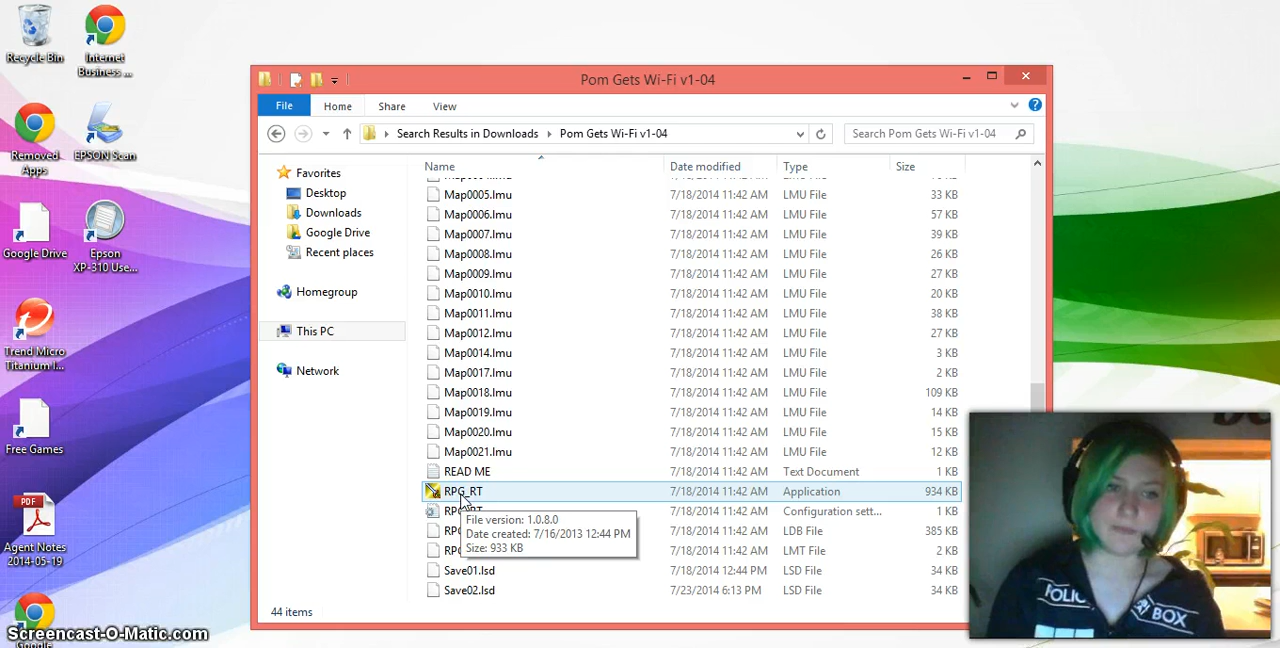 Recycle Bin
Internet
Business ...
Removed
Apps
EPSON Scan
Google Drive
Epson
XP-310 Use...
Trend Micro
Titanium I...
Free Games
PDF
Agent Notes
2014-05-19
Google
Screencast-O-Matic.com
Pom Gets Wi-Fi v1-04
File Home Share View
Search Results in Downloads Pom Gets Wi-Fi v1-04
Search Pom Gets Wi-Fi v1-04
Favorites
Desktop
Downloads
Google Drive
Recent places
Homegroup
This PC
Network
Name Date modified Type Size
Map0005.lmu 7/18/2014 11:42 AM LMU File 33 KB
Map0006.lmu 7/18/2014 11:42 AM LMU File 57 KB
Map0007.lmu 7/18/2014 11:42 AM LMU File 39 KB
Map0008.lmu 7/18/2014 11:42 AM LMU File 26 KB
Map0009.lmu 7/18/2014 11:42 AM LMU File 27 KB
Map0010.lmu 7/18/2014 11:42 AM LMU File 20 KB
Map0011.lmu 7/18/2014 11:42 AM LMU File 38 KB
Map0012.lmu 7/18/2014 11:42 AM LMU File 27 KB
Map0014.lmu 7/18/2014 11:42 AM LMU File 3 KB
Map0017.lmu 7/18/2014 11:42 AM LMU File 2 KB
Map0018.lmu 7/18/2014 11:42 AM LMU File 109 KB
Map0019.lmu 7/18/2014 11:42 AM LMU File 14 KB
Map0020.lmu 7/18/2014 11:42 AM LMU File 15 KB
Map0021.lmu 7/18/2014 11:42 AM LMU File 12 KB
READ ME 7/18/2014 11:42 AM Text Document 1 KB
RPG_RT 7/18/2014 11:42 AM Application 934 KB
7/18/2014 11:42 AM Configuration sett... 1 KB
RPG 7/18/2014 11:42 AM LDB File 385 KB
RPG 7/18/2014 11:42 AM LMT File 2 KB
Save01.lsd 7/18/2014 12:44 PM LSD File 34 KB
Save02.lsd 7/23/2014 6:13 PM LSD File 34 KB
File version: 1.0.8.0
Date created: 7/16/2013 12:44 PM
Size: 933 KB
44 items
POLIC
BOX